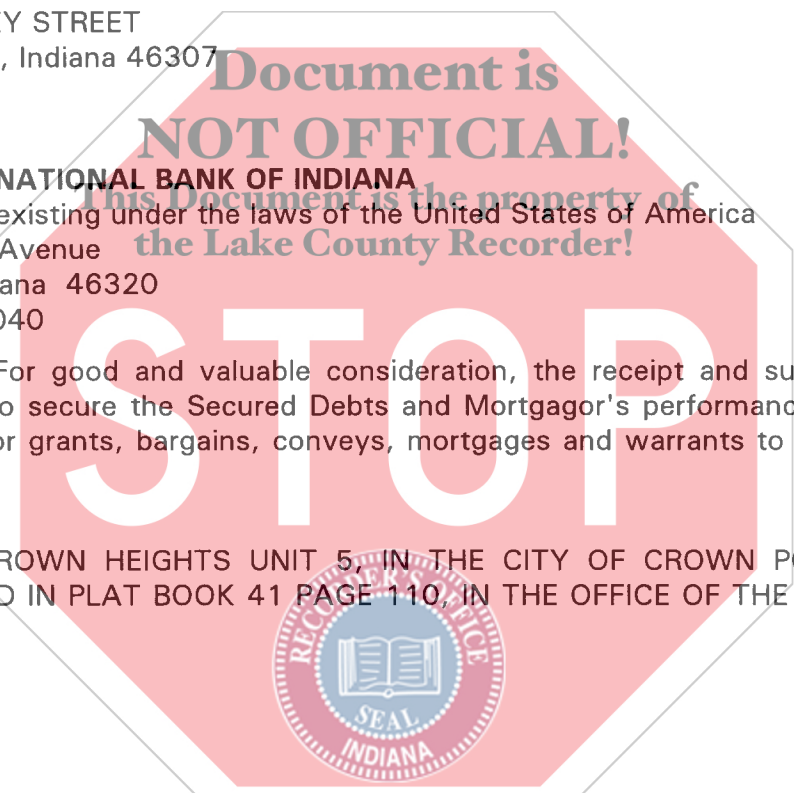 EY STREET
, Indiana 46307
Document is
NOT OFFICIAL!
NATIONAL BANK OF INDIANA
This Document is the property of
existing under the laws of the United States of America
Avenue
the Lake County Recorder!
ana 46320
040
STOP
For good and valuable consideration, the receipt and su
o secure the Secured Debts and Mortgagor's performanc
or grants, bargains, conveys, mortgages and warrants to
ROWN HEIGHTS UNIT 5, IN THE CITY OF CROWN PO
D IN PLAT BOOK 41 PAGE 110, IN THE OFFICE OF THE
RECORDER'S OFFICE
SEAL
INDIANA